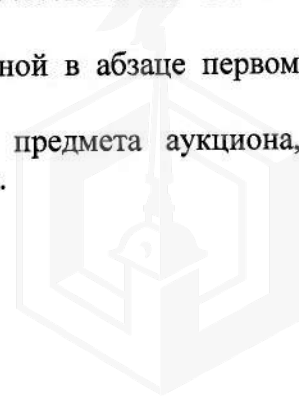 ной в абзаце первом
предмета аукциона,
.